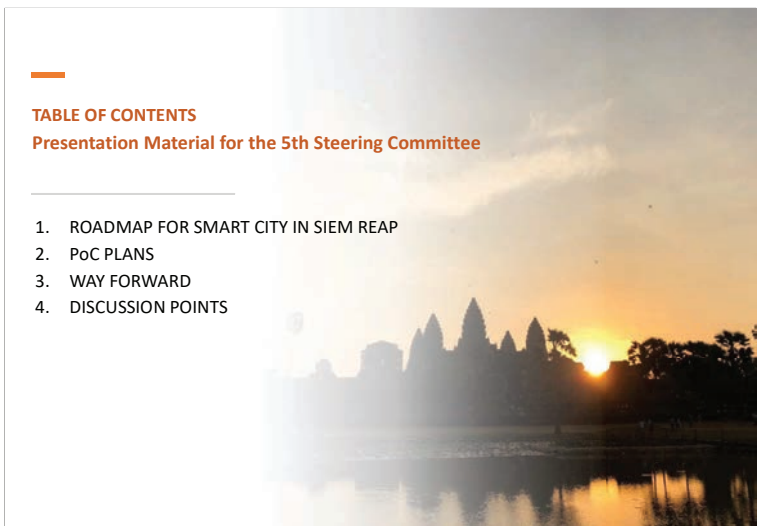 TABLE OF CONTENTS
Presentation Material for the 5th Steering Committee
1. ROADMAP FOR SMART CITY IN SIEM REAP
2. PoC PLANS
3. WAY FORWARD
4. DISCUSSION POINTS